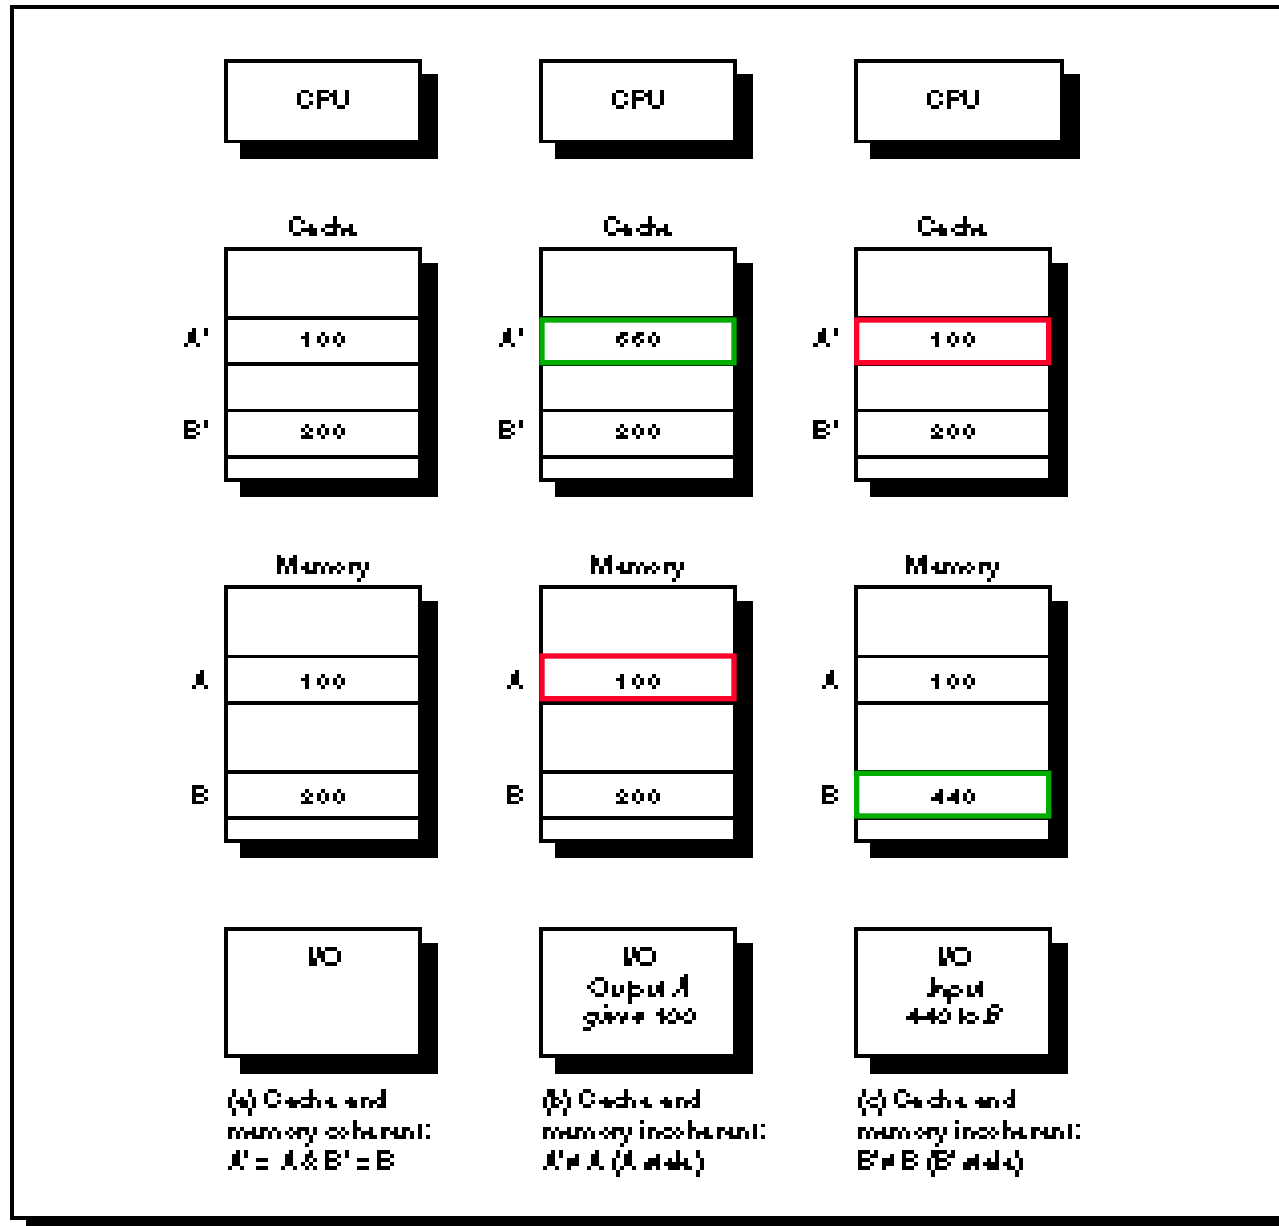 CPU
CPU
CPU
Cache
Cache
Cache
A'
100
A'
550
A'
100
B'
200
B'
200
B'
200
Memory
Memory
Memory
A
100
A
100
A
100
B
200
B
200
B
440
I/O
I/O
Output A
gives 100
I/O
Input
440 to B
(a) Cache and
memory coherent:
A' = A & B' = B
(b) Cache and
memory incoherent:
A' ≠ A (A stale)
(c) Cache and
memory incoherent:
B' ≠ B (B' stale)